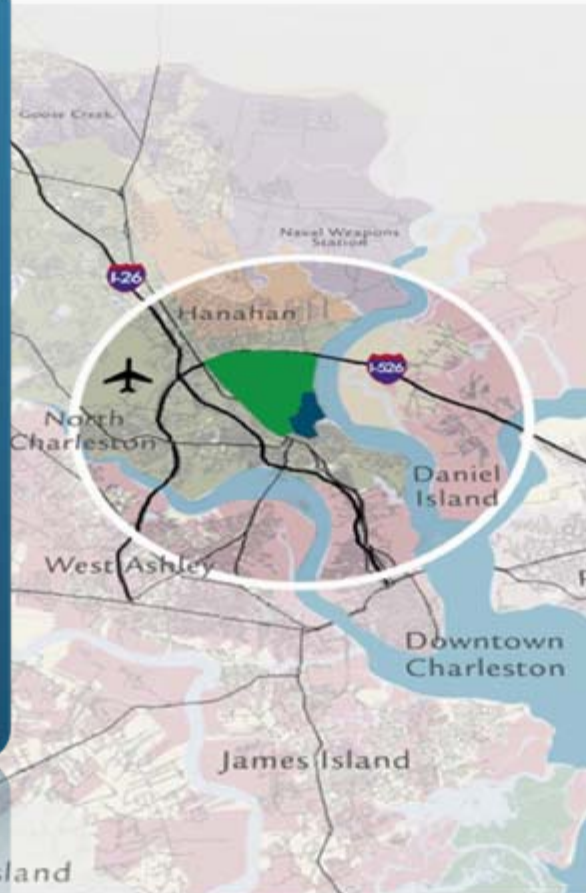 Goose Creek
Naval Weapons
Station
I-26
Hanahan
I-526
North
Charleston
Daniel
Island
West Ashley
Downtown
Charleston
James Island
sland